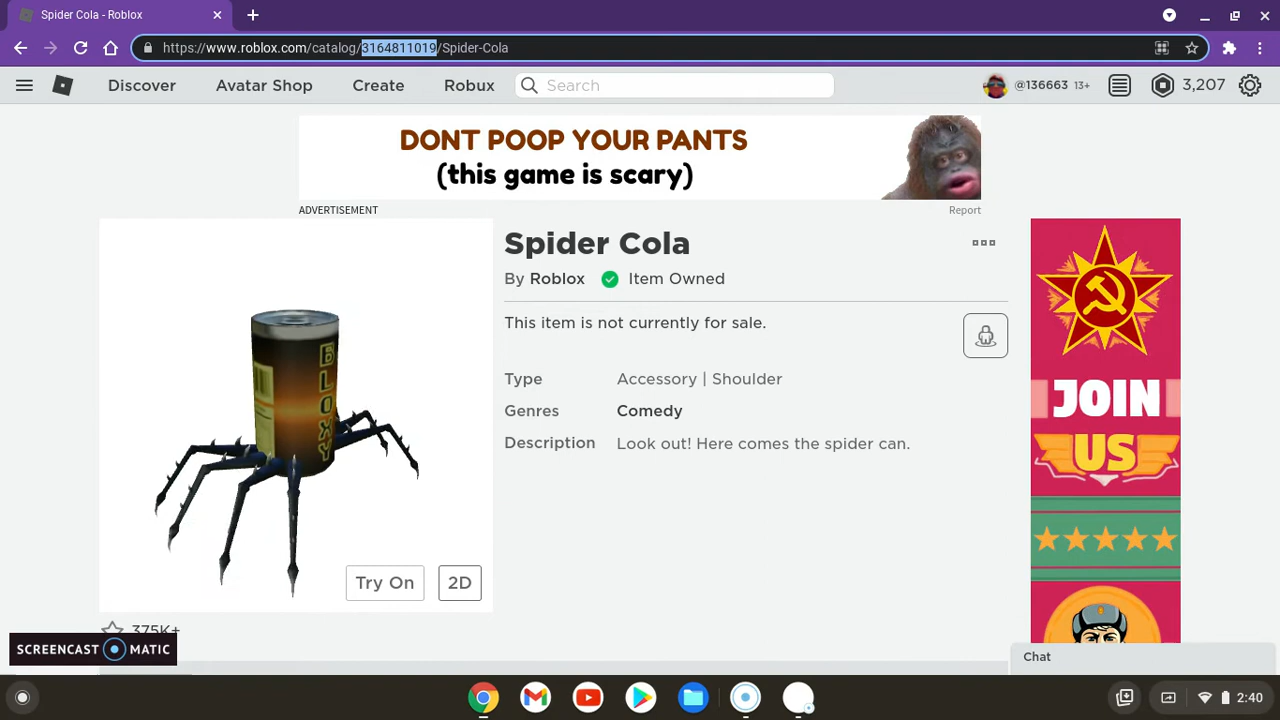 Spider Cola - Roblox
https://www.roblox.com/catalog/3164811019/Spider-Cola
Discover
Avatar Shop
Create
Robux
Search
@136663 13+
3,207
DONT POOP YOUR PANTS
(this game is scary)
ADVERTISEMENT
Report
Spider Cola
By Roblox Item Owned
This item is not currently for sale.
Type Accessory | Shoulder
Genres Comedy
Description Look out! Here comes the spider can.
BLOXY
Try On
2D
375K+
JOIN
US
SCREENCAST MATIC
Chat
2:40